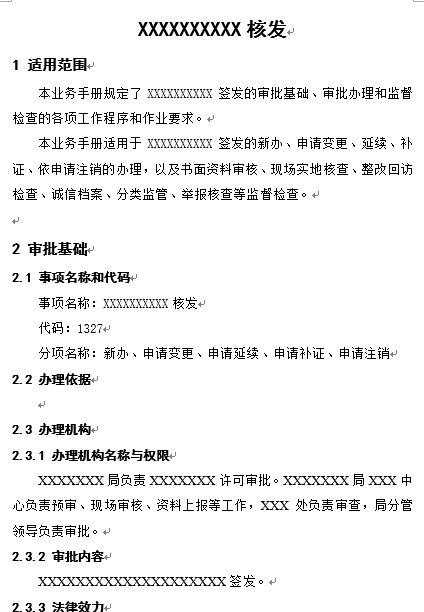 XXXXXXXXXX 核发
1 适用范围
本业务手册规定了 XXXXXXXXXX 签发的审批基础、审批办理和监督
检查的各项工作程序和作业要求。
本业务手册适用于 XXXXXXXXXX 签发的新办、申请变更、延续、补
证、依申请注销的办理，以及书面资料审核、现场实地核查、整改回访
检查、诚信档案、分类监管、举报核查等监督检查。
2 审批基础
2.1 事项名称和代码
事项名称：XXXXXXXXXX 核发
代码：1327
分项名称：新办、申请变更、申请延续、申请补证、申请注销
2.2 办理依据
2.3 办理机构
2.3.1 办理机构名称与权限
XXXXXXX 局负责 XXXXXXX 许可审批。XXXXXXX 局 XXX 中
心负责预审、现场审核、资料上报等工作，XXX 处负责审查，局分管
领导负责审批。
2.3.2 审批内容
XXXXXXXXXXXXXXXXXXXX 签发。
2.3.3 法律效力